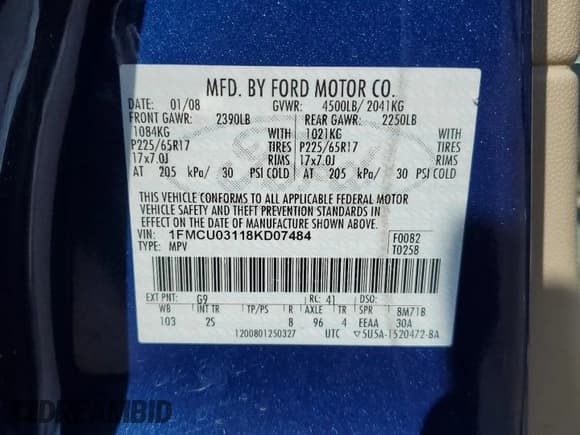 MFD. BY FORD MOTOR CO.
DATE: 01/08 GVWR: 4500LB/ 2041KG
FRONT GAWR: 2390LB REAR GAWR: 2250LB
1084KG WITH 1021KG WITH
P225/65R17 TIRES P225/65R17 TIRES
17x7.0J RIMS 17x7.0J RIMS
AT 205 kPa/ 30 PSI COLD AT 205 kPa/ 30 PSI COLD
THIS VEHICLE CONFORMS TO ALL APPLICABLE FEDERAL MOTOR
VEHICLE SAFETY AND THEFT PREVENTION STANDARDS IN
EFFECT ON THE DATE OF MANUFACTURE SHOWN ABOVE.
VIN: 1FMCU03118KD07484 F0082
TYPE: MPV T0258
EXT PNT: G9 RC: 41 DSO:
WB INT TR TP/PS R AXLE TR SPR BM71B
103 2S 8 96 4 EEAA 30A
1200801250327 UTC ▽5U5A-1520472-BA
DREAMBID